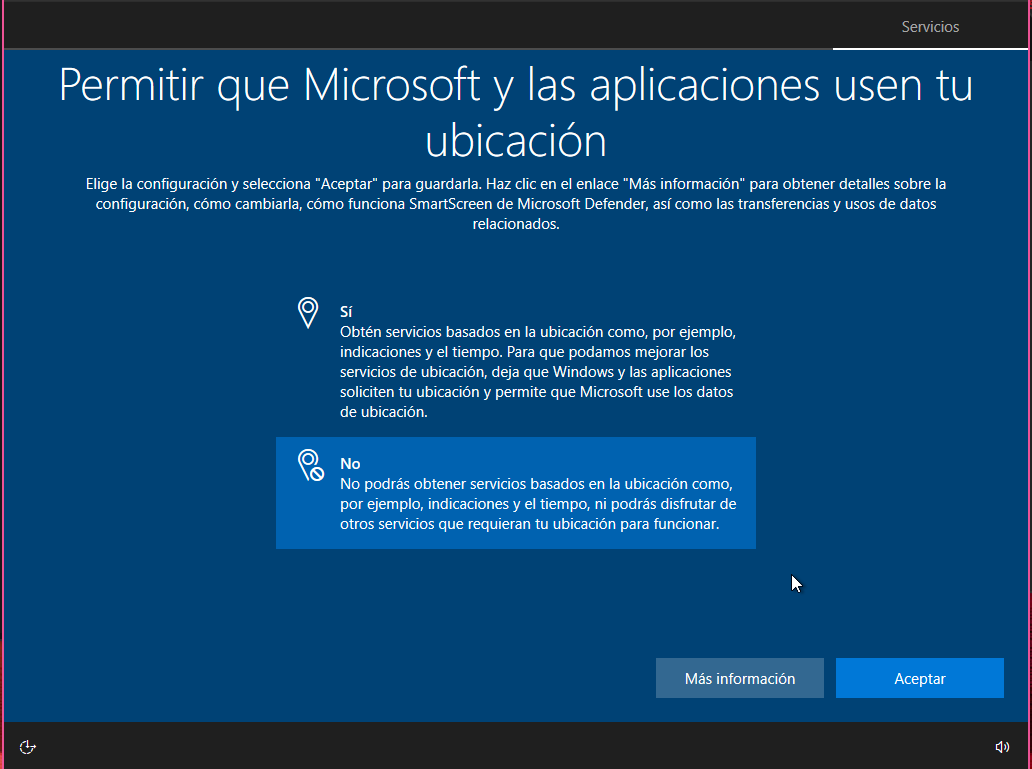 Servicios
Permitir que Microsoft y las aplicaciones usen tu
ubicación
Elige la configuración y selecciona "Aceptar" para guardarla. Haz clic en el enlace "Más información" para obtener detalles sobre la
configuración, cómo cambiarla, cómo funciona SmartScreen de Microsoft Defender, así como las transferencias y usos de datos
relacionados.
Sí
Obtén servicios basados en la ubicación como, por ejemplo,
indicaciones y el tiempo. Para que podamos mejorar los
servicios de ubicación, deja que Windows y las aplicaciones
soliciten tu ubicación y permite que Microsoft use los datos
de ubicación.
No
No podrás obtener servicios basados en la ubicación como,
por ejemplo, indicaciones y el tiempo, ni podrás disfrutar de
otros servicios que requieran tu ubicación para funcionar.
Más información
Aceptar